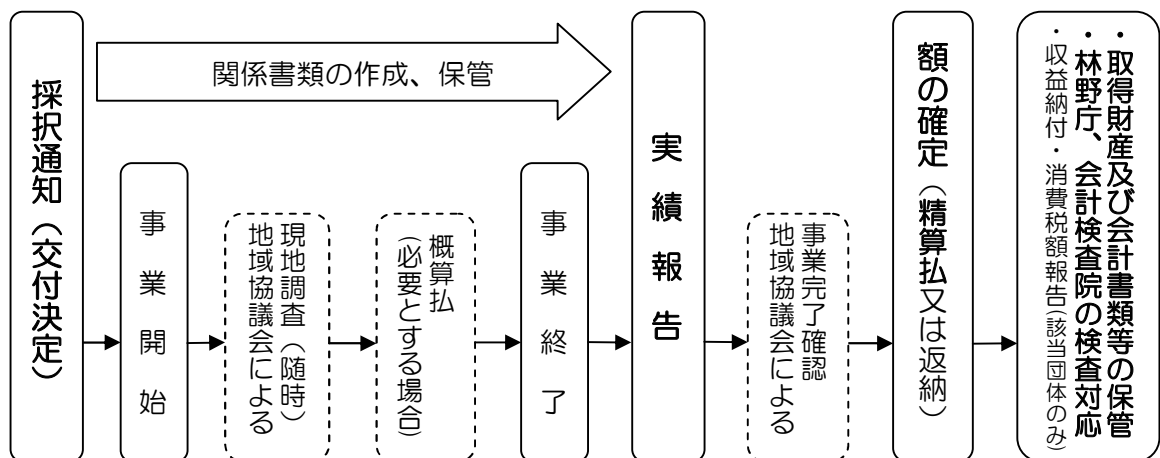 採択通知(交付決定)
関係書類の作成、保管
事業開始
地域協議会による
現地調査(随時)
概算払
(必要とする場合)
事業終了
実績報告
地域協議会による
事業完了確認
額の確定(精算払又は返納)
・取得財産及び会計書類等の保管
・林野庁、会計検査院の検査対応
・収益納付・消費税額報告(該当団体のみ)